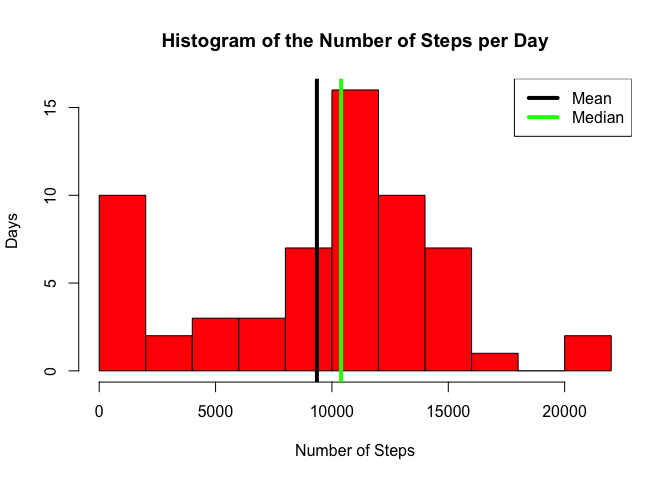 Histogram of the Number of Steps per Day
Mean
Median
15
10
5
0
Days
0 5000 10000 15000 20000
Number of Steps